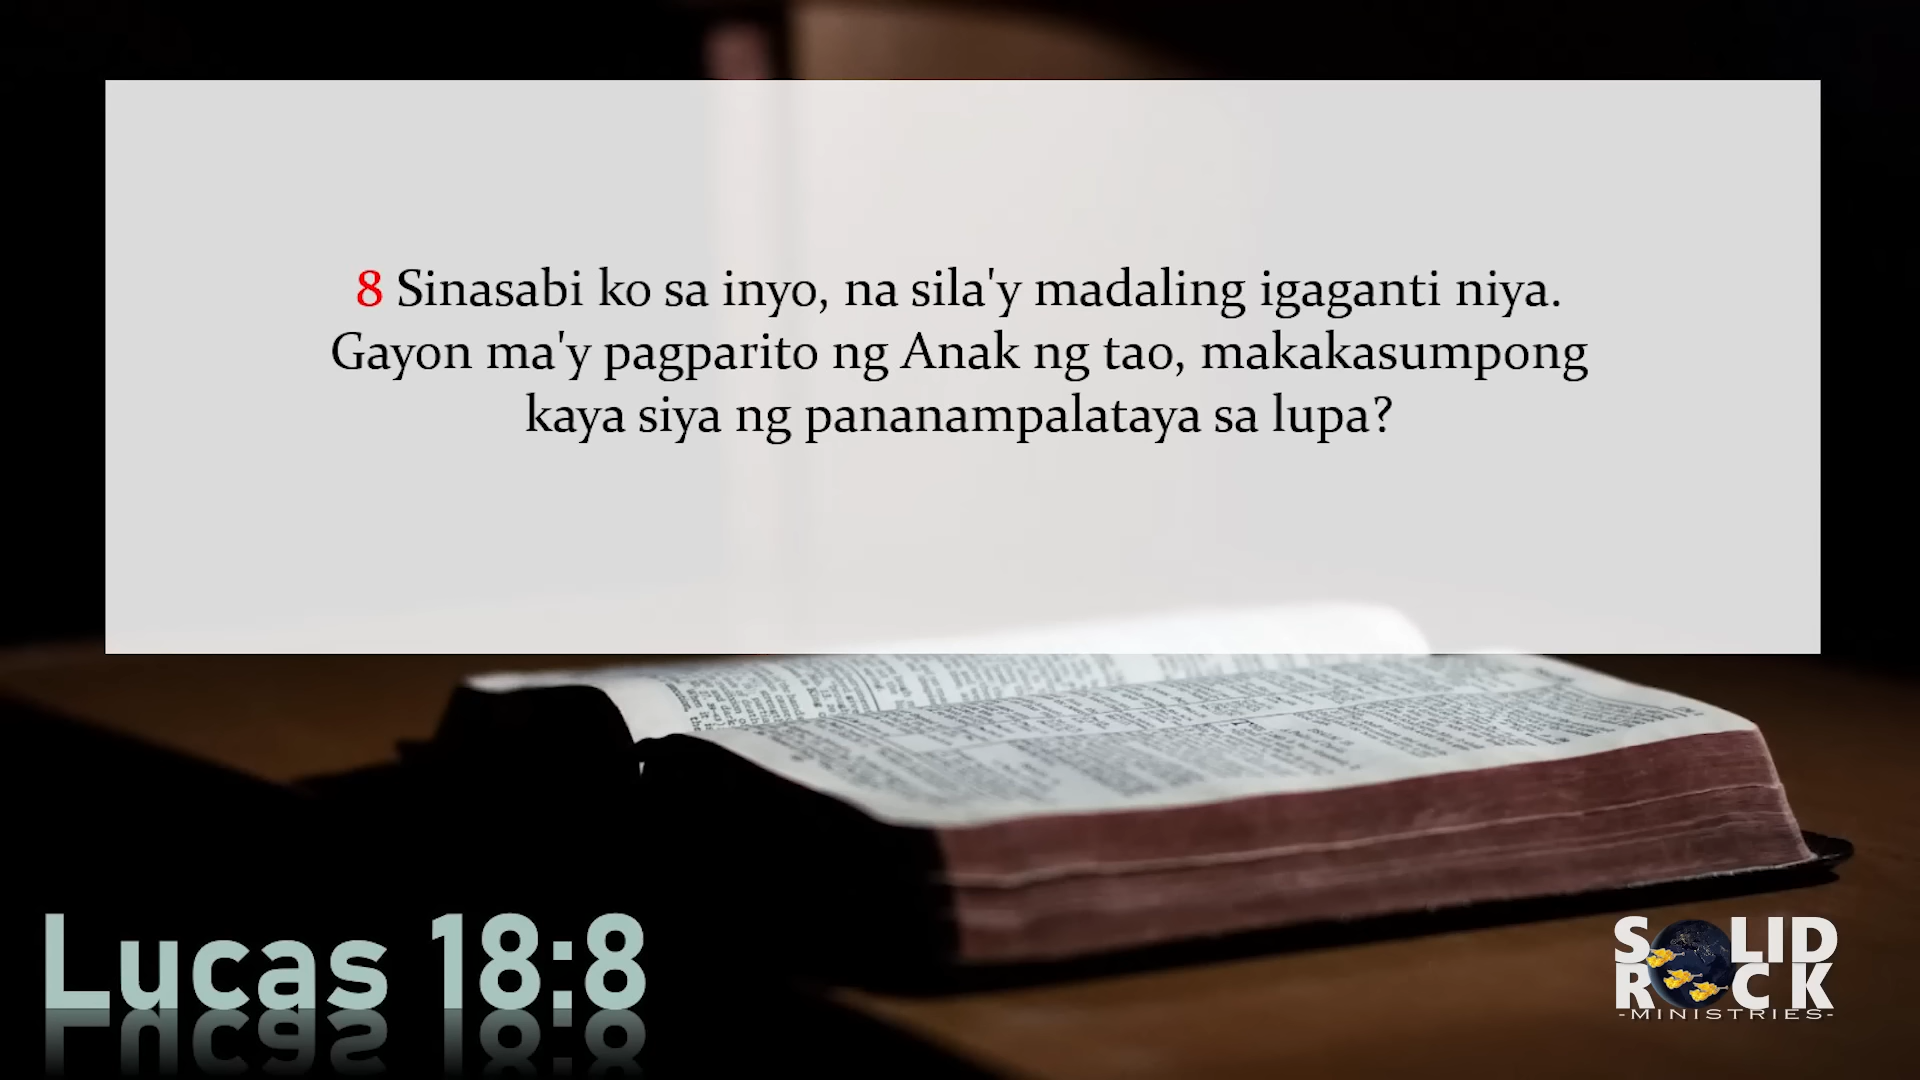 8 Sinasabi ko sa inyo, na sila'y madaling igaganti niya.
Gayon ma'y pagparito ng Anak ng tao, makakasumpong
kaya siya ng pananampalataya sa lupa?
Lucas 18:8
SOLID
ROCK
-MINISTRIES-